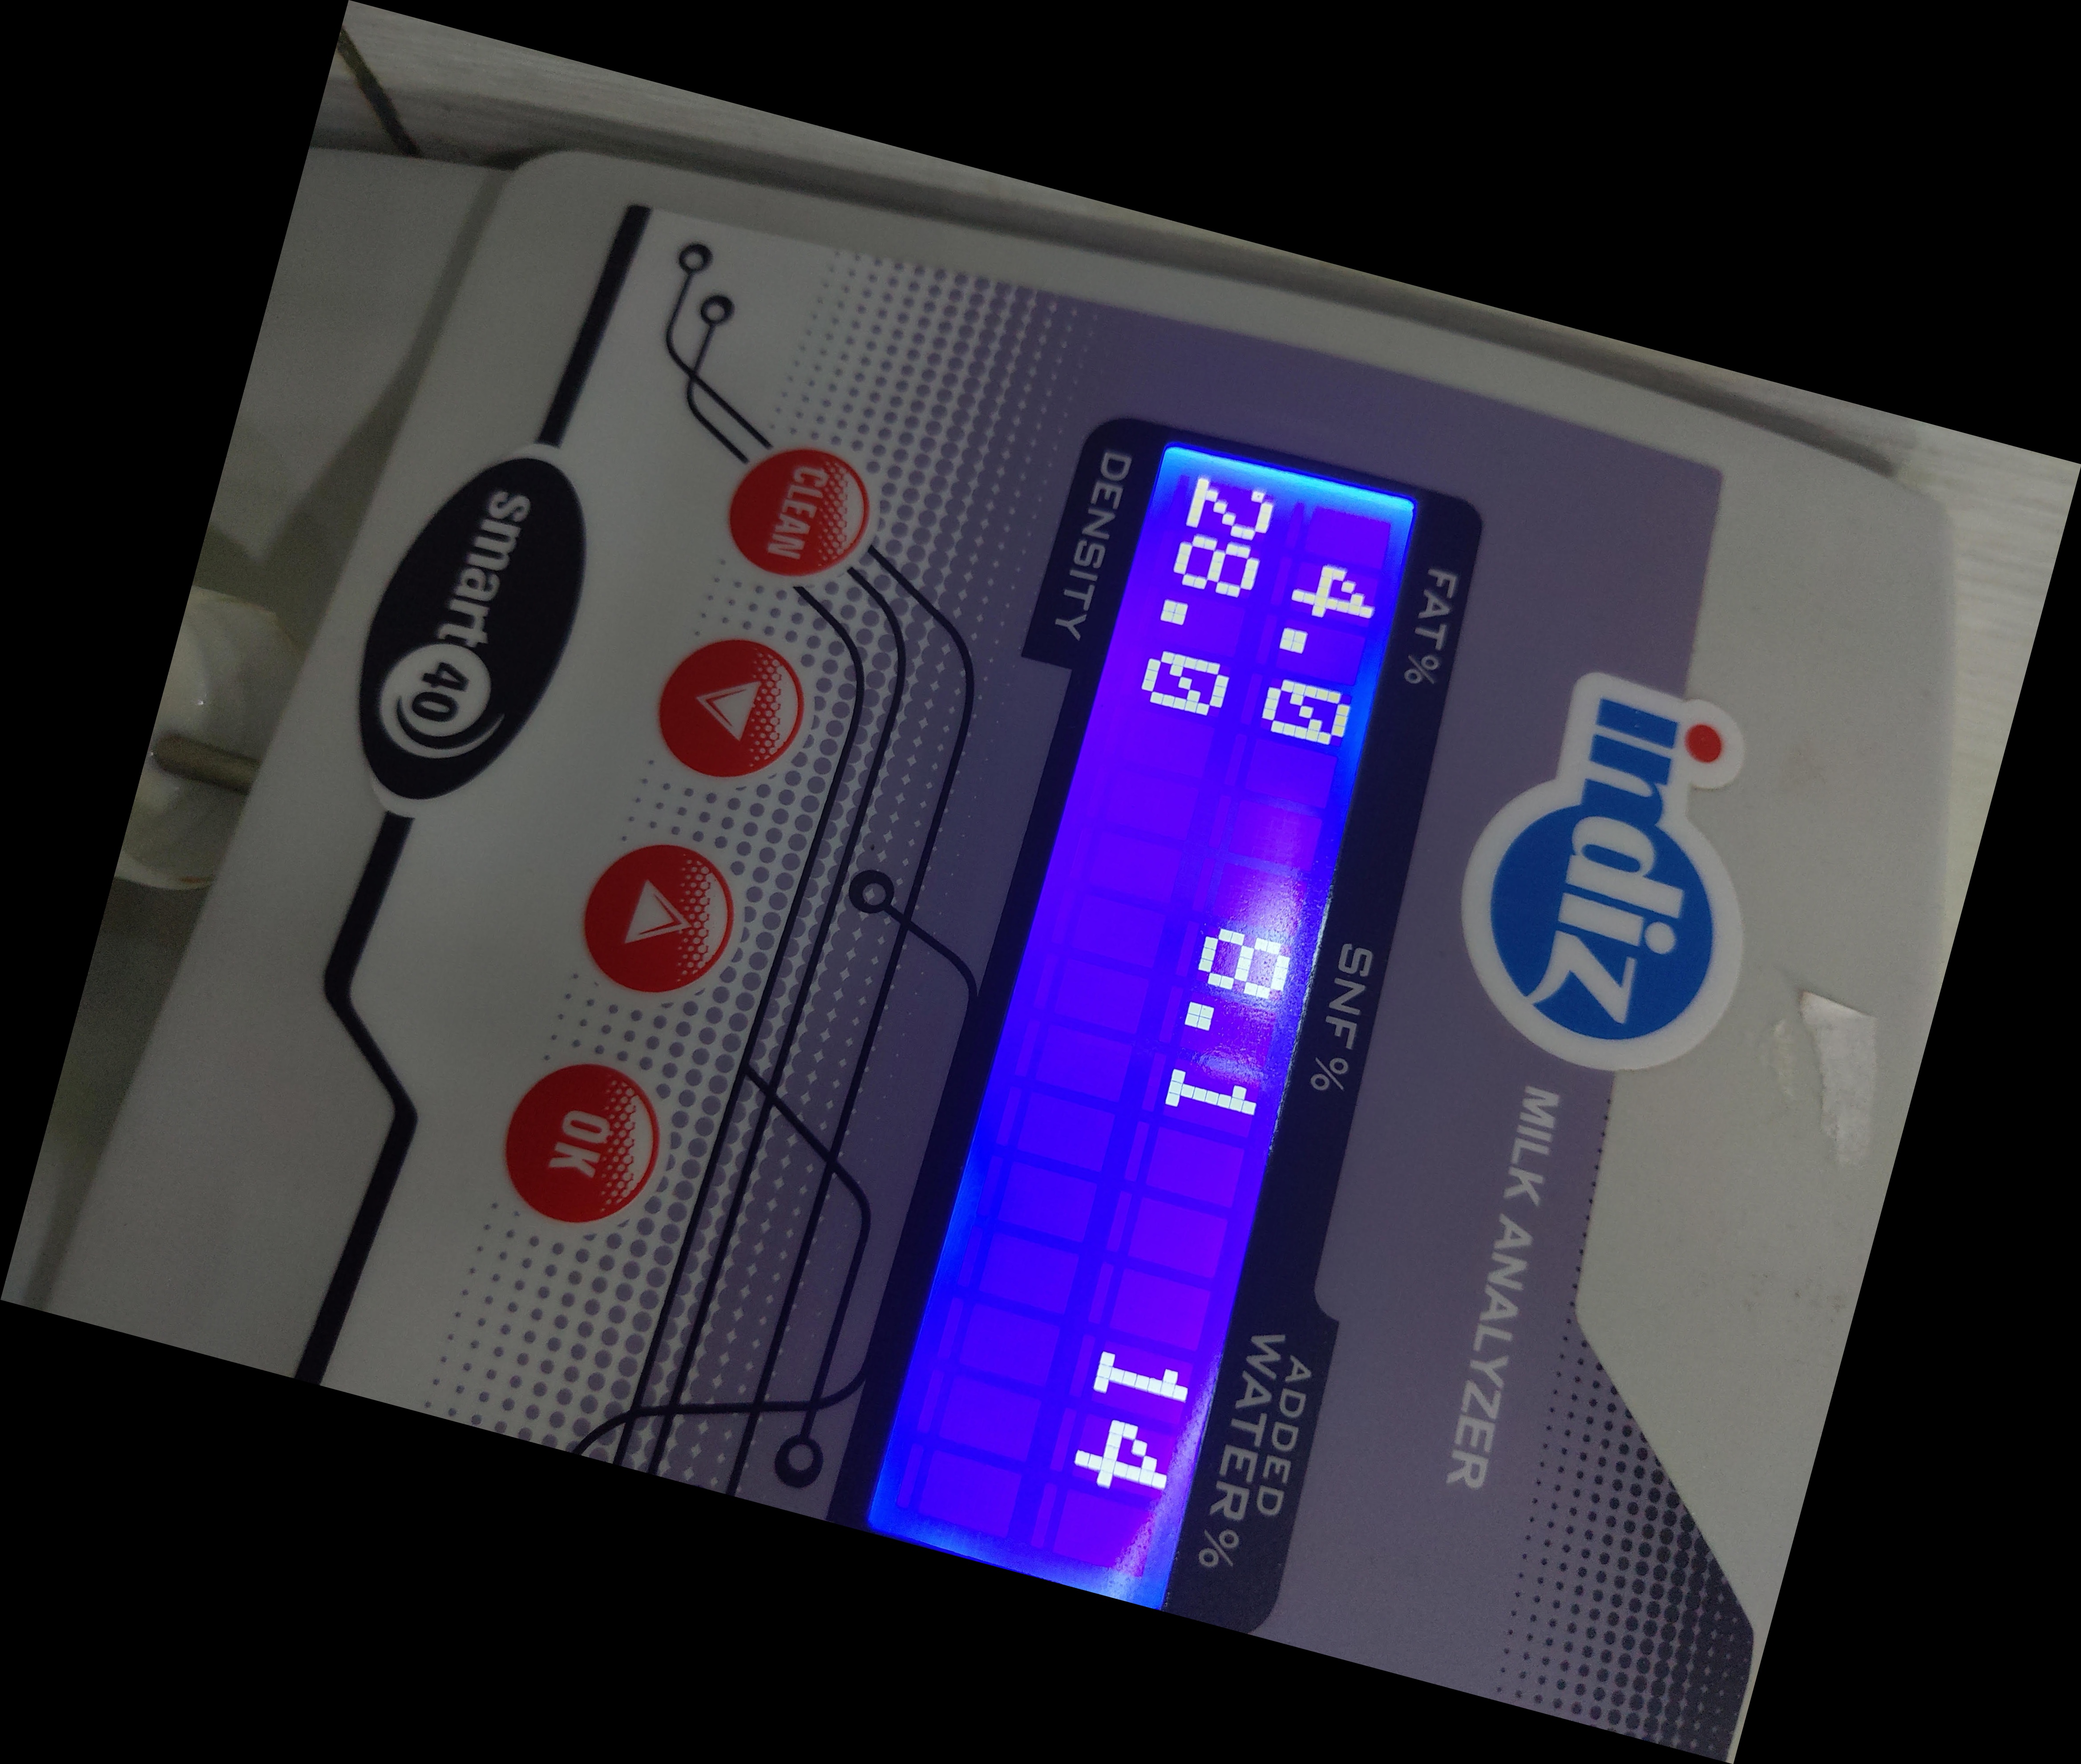 indiz
MILK ANALYZER
FAT% SNF% ADDED WATER%
4.0 8.1 14
28.0
DENSITY
CLEAN
OK
smart 40